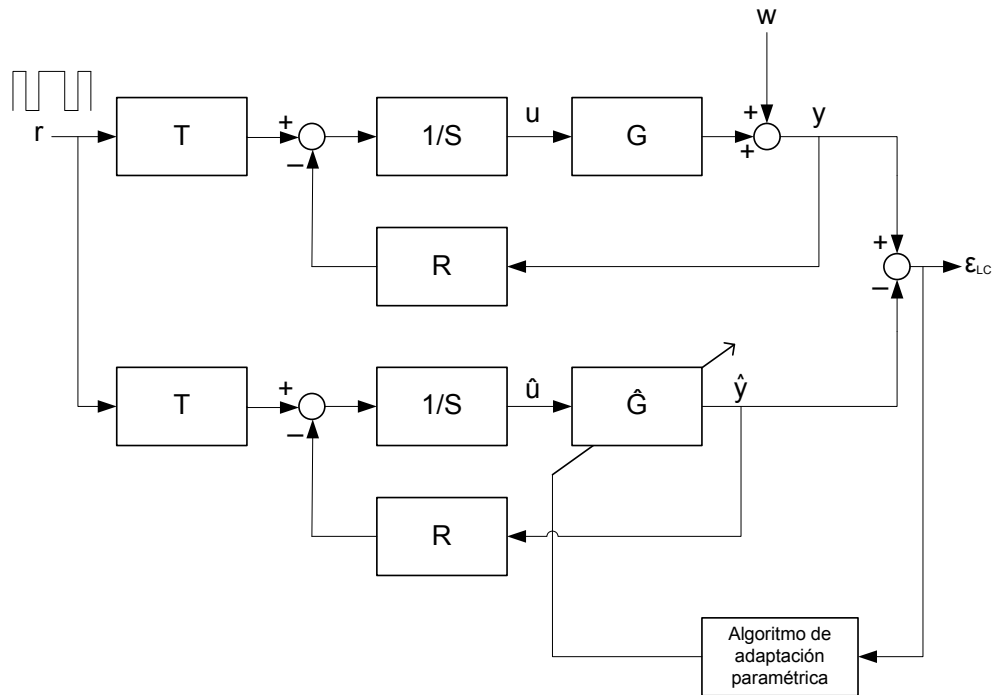 w
r
T
+
−
1/S
u
G
+
+
y
R
+
−
ε_LC
T
+
−
1/S
û
Ĝ
ŷ
R
Algoritmo de
adaptación
paramétrica